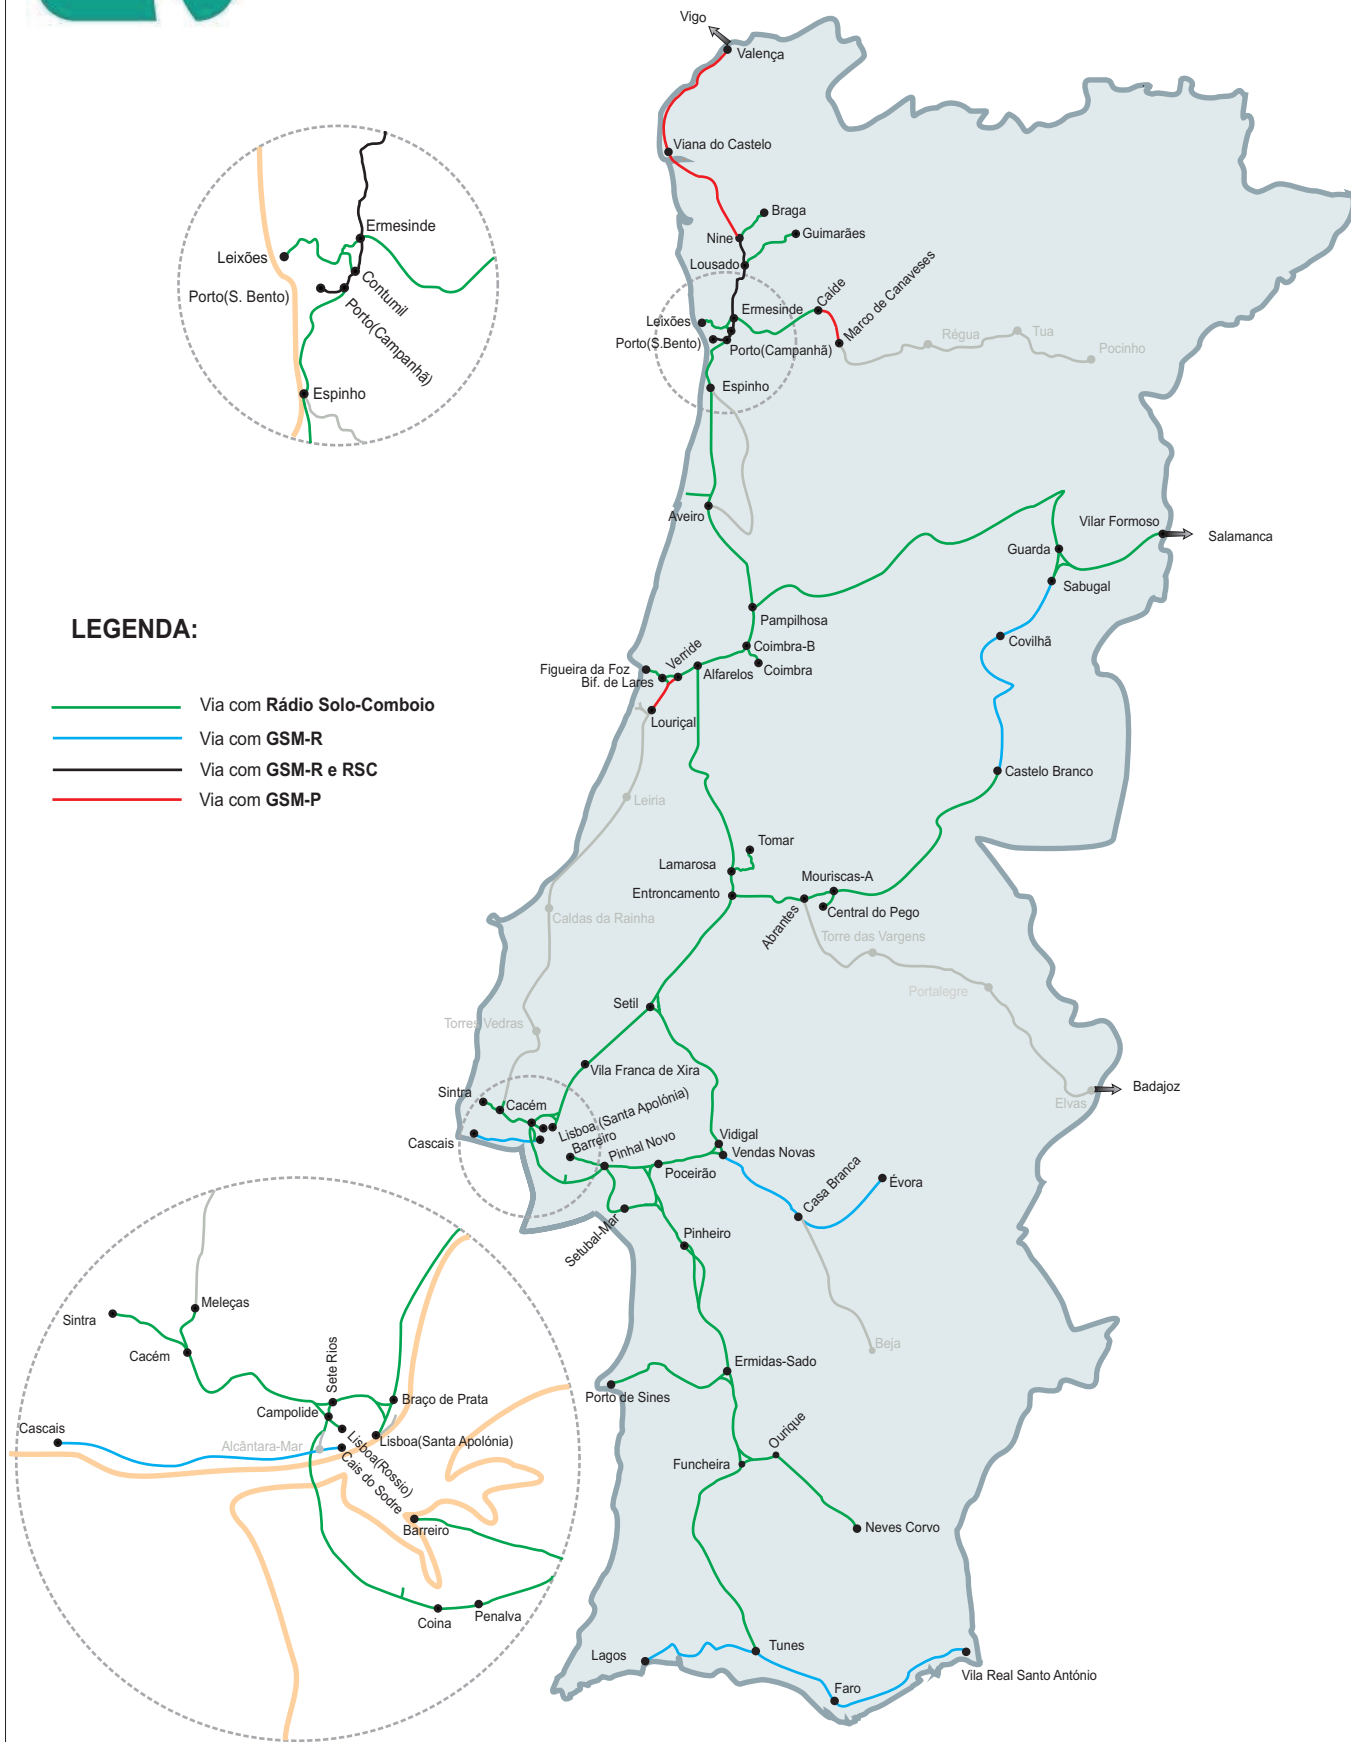 Vigo
Valença
Viana do Castelo
Braga
Guimarães
Nine
Lousado
Caíde
Marco de Canaveses
Ermesinde
Leixões
Porto(S.Bento)
Porto(Campanhã)
Régua
Tua
Pocinho
Espinho
Ermesinde
Leixões
Contumil
Porto(S. Bento)
Porto(Campanhã)
Espinho
Aveiro
Vilar Formoso
Salamanca
Guarda
Sabugal
Pampilhosa
Covilhã
Coimbra-B
Coimbra
Verride
Figueira da Foz
Bif. de Lares
Alfarelos
Louriçal
LEGENDA:
Via com Rádio Solo-Comboio
Via com GSM-R
Via com GSM-R e RSC
Via com GSM-P
Castelo Branco
Leiria
Tomar
Lamarosa
Entroncamento
Mouriscas-A
Central do Pego
Abrantes
Caldas da Rainha
Torre das Vargens
Portalegre
Setil
Torres Vedras
Vila Franca de Xira
Elvas
Badajoz
Sintra
Cacém
Lisboa (Santa Apolónia)
Cascais
Barreiro
Pinhal Novo
Vidigal
Vendas Novas
Poceirão
Casa Branca
Évora
Setubal-Mar
Pinheiro
Beja
Ermidas-Sado
Porto de Sines
Ourique
Funcheira
Neves Corvo
Tunes
Lagos
Faro
Vila Real Santo António
Meleças
Sintra
Cacém
Sete Rios
Braço de Prata
Campolide
Cascais
Alcântara-Mar
Lisboa(Santa Apolónia)
Lisboa(Rossio)
Cais do Sodre
Barreiro
Coina
Penalva